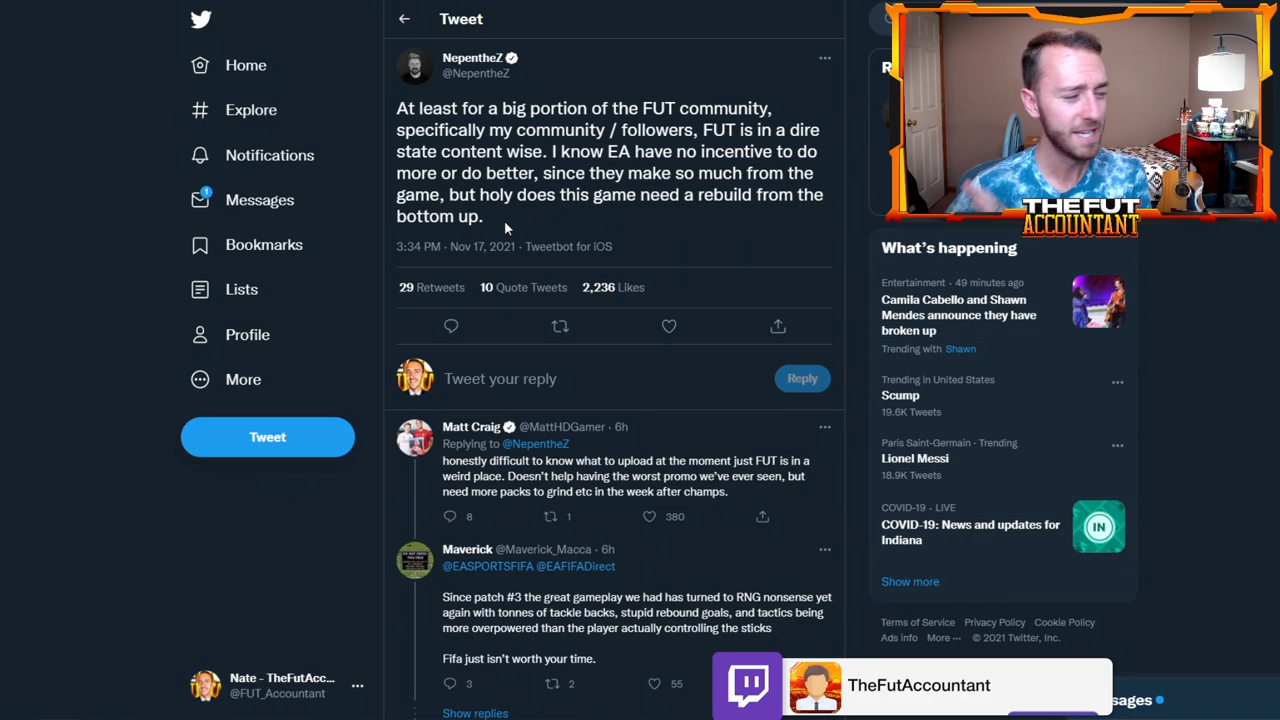 Home
Explore
Notifications
1
Messages
Bookmarks
Lists
Profile
More
Tweet
Nate - TheFutAcc...
@FUT_Accountant
Tweet
NepentheZ
@NepentheZ
At least for a big portion of the FUT community,
specifically my community / followers, FUT is in a dire
state content wise. I know EA have no incentive to do
more or do better, since they make so much from the
game, but holy does this game need a rebuild from the
bottom up.
3:34 PM · Nov 17, 2021 · Tweetbot for iOS
29 Retweets 10 Quote Tweets 2,236 Likes
Tweet your reply
Reply
Matt Craig @MattHDGamer · 6h
Replying to @NepentheZ
honestly difficult to know what to upload at the moment just FUT is in a
weird place. Doesn't help having the worst promo we've ever seen, but
need more packs to grind etc in the week after champs.
8 1 380
Maverick @Maverick_Macca · 6h
@EASPORTSFIFA @EAFIFADirect
Since patch #3 the great gameplay we had has turned to RNG nonsense yet
again with tonnes of tackle backs, stupid rebound goals, and tactics being
more overpowered than the player actually controlling the sticks
Fifa just isn't worth your time.
3 2 55
Show replies
THE FUT
ACCOUNTANT
What's happening
Entertainment · 49 minutes ago
Camila Cabello and Shawn
Mendes announce they have
broken up
Trending with Shawn
Trending in United States
Scump
19.6K Tweets
Paris Saint-Germain · Trending
Lionel Messi
18.9K Tweets
COVID-19 · LIVE
COVID-19: News and updates for
Indiana
IN
Show more
Terms of Service Privacy Policy Cookie Policy
Ads info More ··· © 2021 Twitter, Inc.
TheFutAccountant